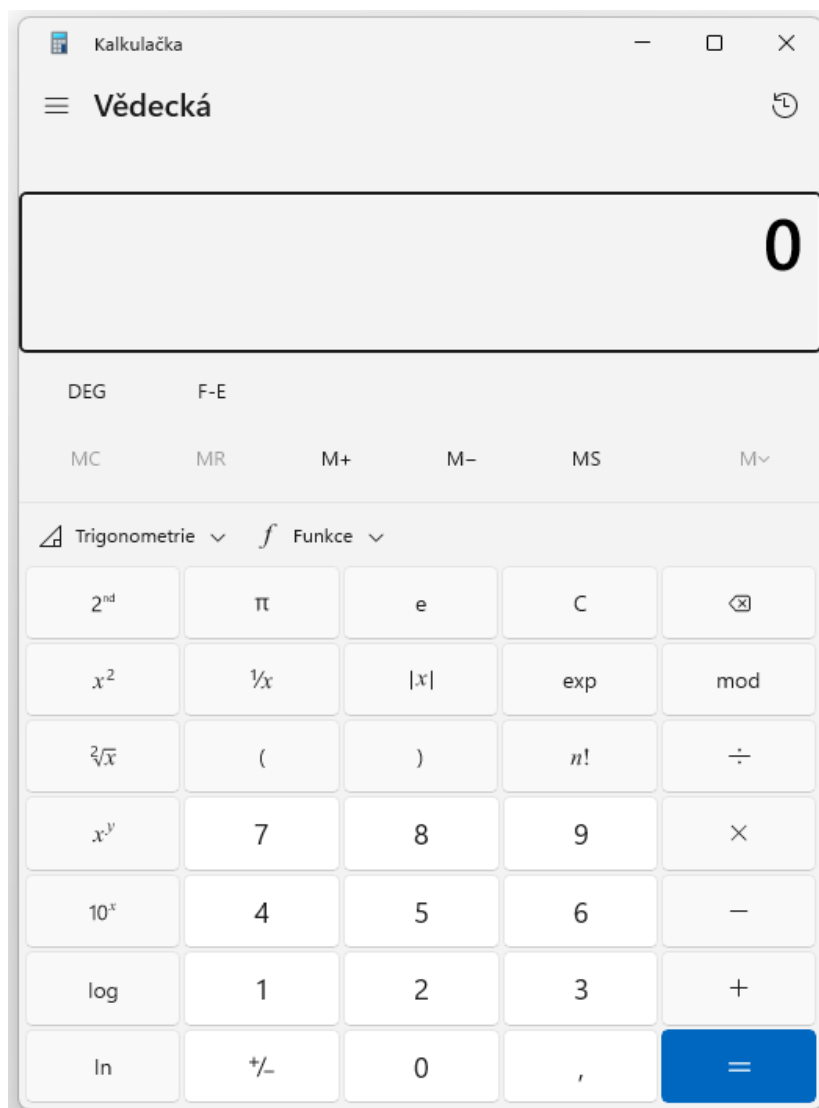 Kalkulačka
Vědecká
0
DEG F-E
MC MR M+ M− MS M
Trigonometrie f Funkce
2ⁿᵈ π e C
x² ¹/x |x| exp mod
²√x ( ) n! ÷
xʸ 7 8 9 ×
10ˣ 4 5 6 −
log 1 2 3 +
ln +/− 0 , =